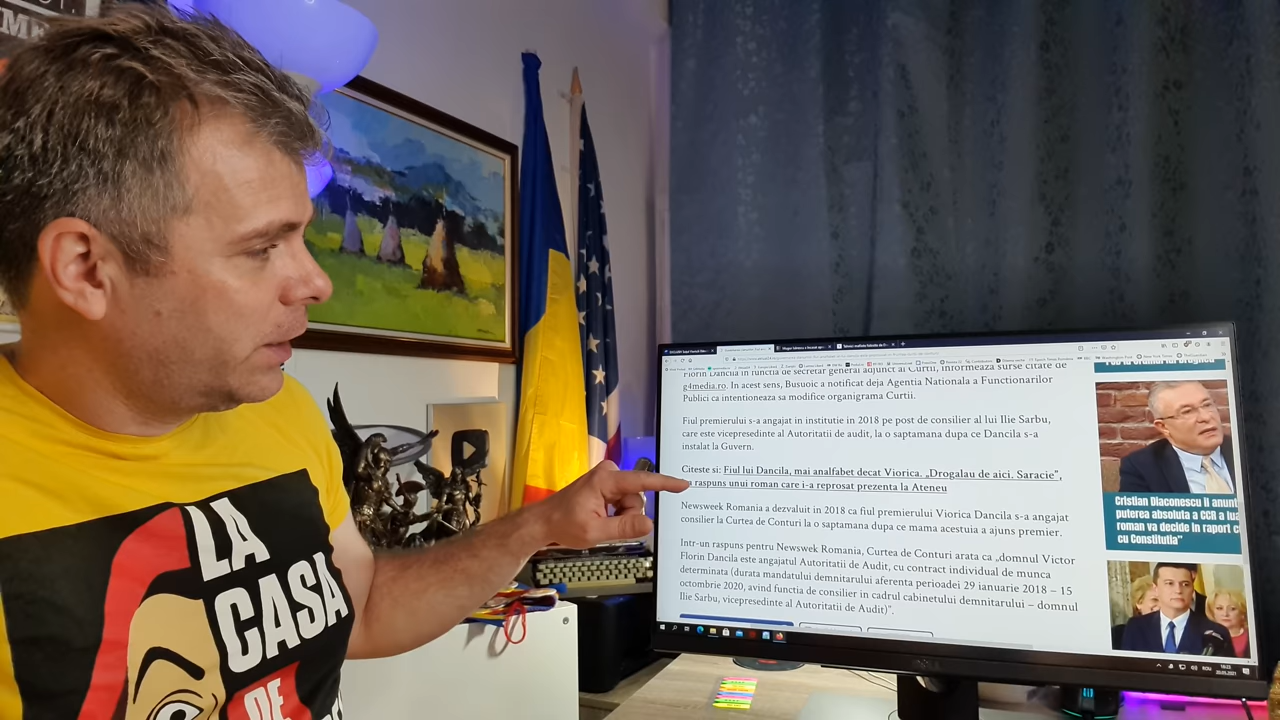 LA
CASA
DE
Florin Dancila in functia de secretar general adjunct al Curtii, informeaza surse citate de
g4media.ro. In acest sens, Busuoic a notificat deja Agentia Nationala a Functionarilor
Publici ca intentioneaza sa modifice organigrama Curtii.
Fiul premierului s-a angajat in institutie in 2018 pe post de consilier al lui Ilie Sarbu,
care este vicepresedinte al Autoritatii de audit, la o saptamana dupa ce Dancila s-a
instalat la Guvern.
Citeste si: Fiul lui Dancila, mai analfabet decat Viorica. „Drogalau de aici. Saracie”,
raspuns unui roman care i-a reprosat prezenta la Ateneu
Newsweek Romania a dezvaluit in 2018 ca fiul premierului Viorica Dancila s-a angajat
consilier la Curtea de Conturi la o saptamana dupa ce mama acestuia a ajuns premier.
Intr-un raspuns pentru Newsweek Romania, Curtea de Conturi arata ca „domnul Victor
Florin Dancila este angajatul Autoritatii de Audit, cu contract individual de munca
determinata (durata mandatului demnitarului aferenta perioadei 29 ianuarie 2018 – 15
octombrie 2020, avind functia de consilier in cadrul cabinetului demnitarului – domnul
Ilie Sarbu, vicepresedinte al Autoritatii de Audit)”.
Cristian Diaconescu îi anunt
puterea absoluta a CCR a lua
roman va decide in raport c
cu Constitutia”
DELL
20.05.2021